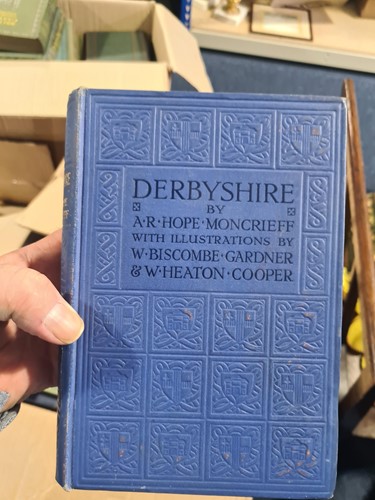 DERBYSHIRE
BY
A·R·HOPE·MONCRIEFF
WITH ILLUSTRATIONS BY
W·BISCOMBE·GARDNER
& W·HEATON·COOPER